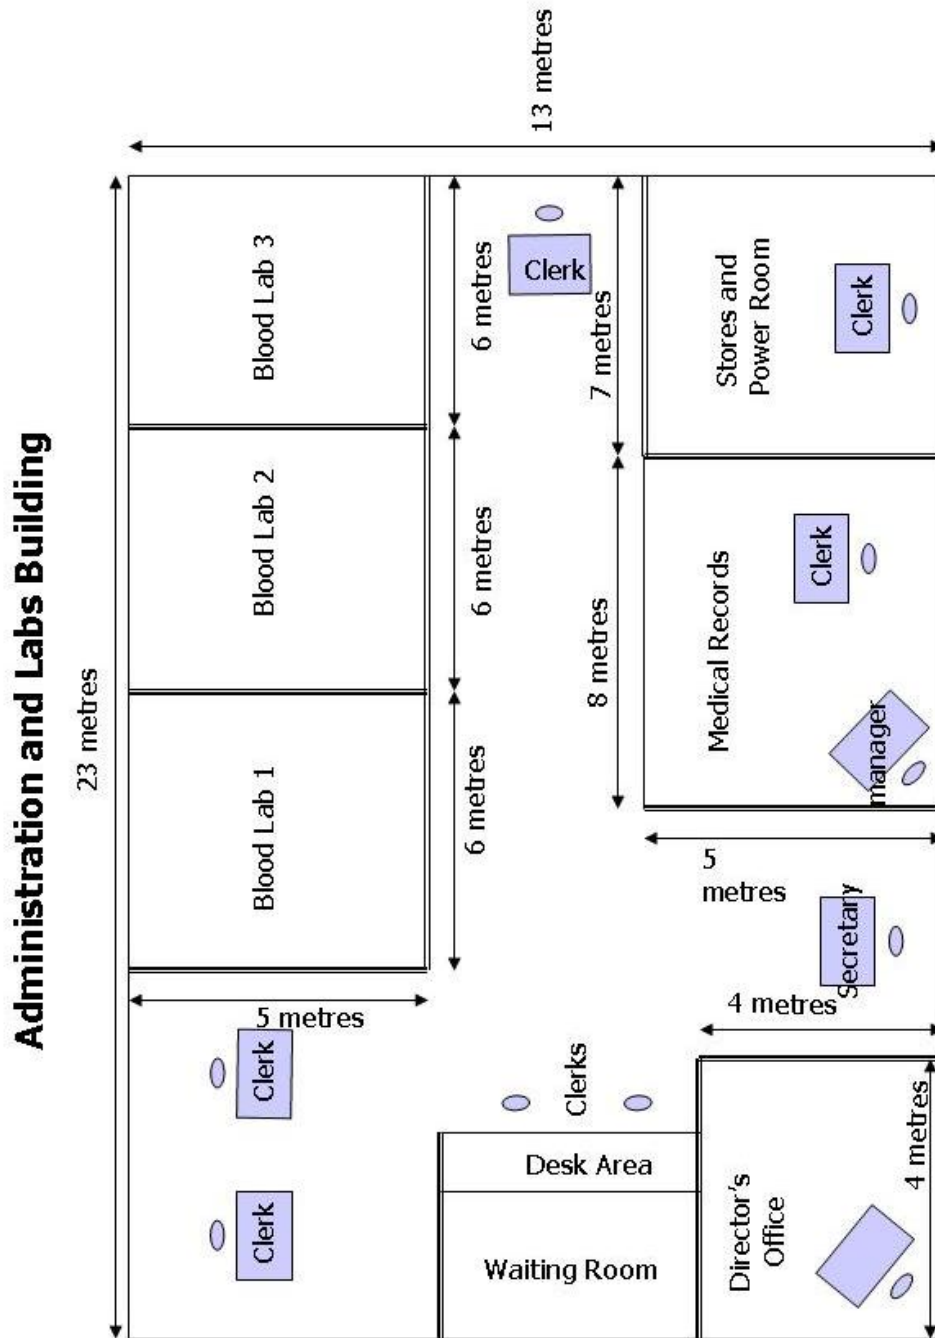 Administration and Labs Building
23 metres
13 metres
Blood Lab 1
Blood Lab 2
Blood Lab 3
5 metres
6 metres
6 metres
6 metres
Clerk
Clerk
Clerk
8 metres
7 metres
Clerks
Desk Area
Waiting Room
5
metres
Medical Records
Stores and
Power Room
4 metres
Director's
Office
Secretary
manager
Clerk
Clerk
4 metres